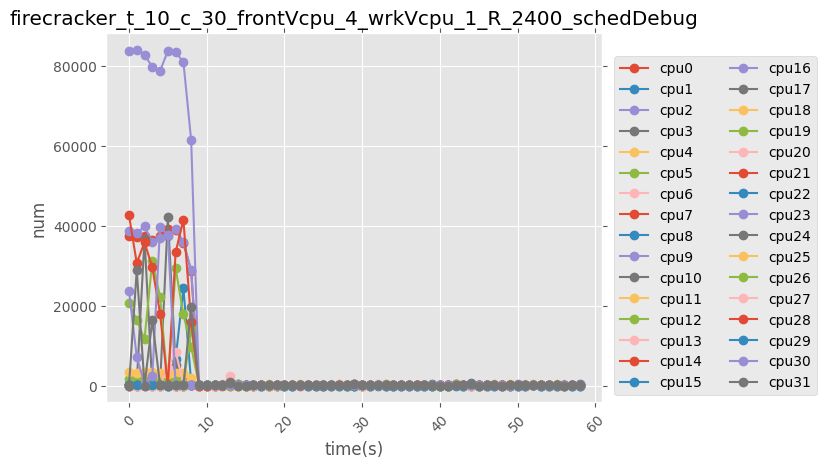 firecracker_t_10_c_30_frontVcpu_4_wrkVcpu_1_R_2400_schedDebug
80000
60000
40000
20000
0
num
0
10
20
30
40
50
60
time(s)
cpu0
cpu1
cpu2
cpu3
cpu4
cpu5
cpu6
cpu7
cpu8
cpu9
cpu10
cpu11
cpu12
cpu13
cpu14
cpu15
cpu16
cpu17
cpu18
cpu19
cpu20
cpu21
cpu22
cpu23
cpu24
cpu25
cpu26
cpu27
cpu28
cpu29
cpu30
cpu31